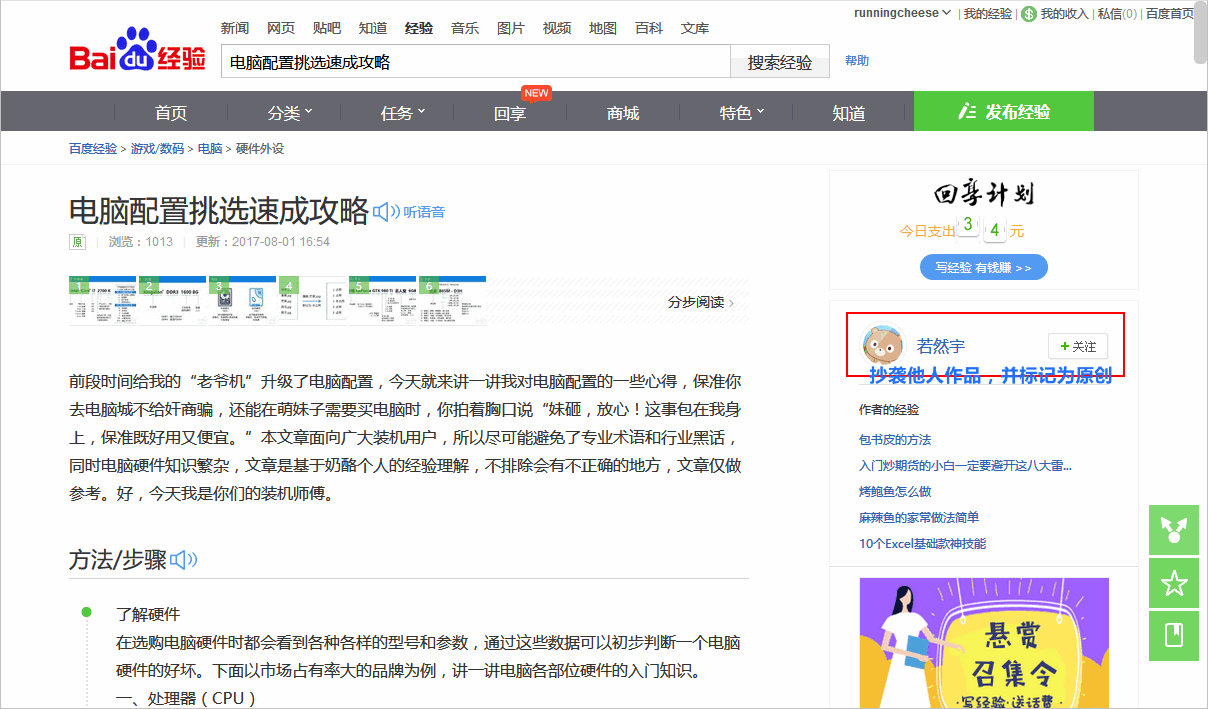 runningcheese | 我的经验 | $ 我的收入 | 私信(0) | 百度首页
新闻 网页 贴吧 知道 经验 音乐 图片 视频 地图 百科 文库
Baidu经验
电脑配置挑选速成攻略 搜索经验 帮助
NEW
首页 分类 任务 回享 商城 特色 知道 发布经验
百度经验 > 游戏/数码 > 电脑 > 硬件外设
电脑配置挑选速成攻略 听语音
原 | 浏览：1013 | 更新：2017-08-01 16:54
1 2 3 4 5 6
分步阅读 >
前段时间给我的“老爷机”升级了电脑配置，今天就来讲一讲我对电脑配置的一些心得，保准你
去电脑城不给奸商骗，还能在萌妹子需要买电脑时，你拍着胸口说“妹砸，放心！这事包在我身
上，保准既好用又便宜。”本文章面向广大装机用户，所以尽可能避免了专业术语和行业黑话，
同时电脑硬件知识繁杂，文章是基于奶酪个人的经验理解，不排除会有不正确的地方，文章仅做
参考。好，今天我是你们的装机师傅。
方法/步骤
了解硬件
在选购电脑硬件时都会看到各种各样的型号和参数，通过这些数据可以初步判断一个电脑
硬件的好坏。下面以市场占有率大的品牌为例，讲一讲电脑各部位硬件的入门知识。
一、处理器（CPU）
回享计划
今日支出 3 4 元
写经验 有钱赚 >>
若然宇 + 关注
抄袭他人作品，并标记为原创
作者的经验
包书皮的方法
入门炒期货的小白一定要避开这八大雷...
烤鲍鱼怎么做
麻辣鱼的家常做法简单
10个Excel基础款神技能
悬赏
召集令
·写经验·送话费·